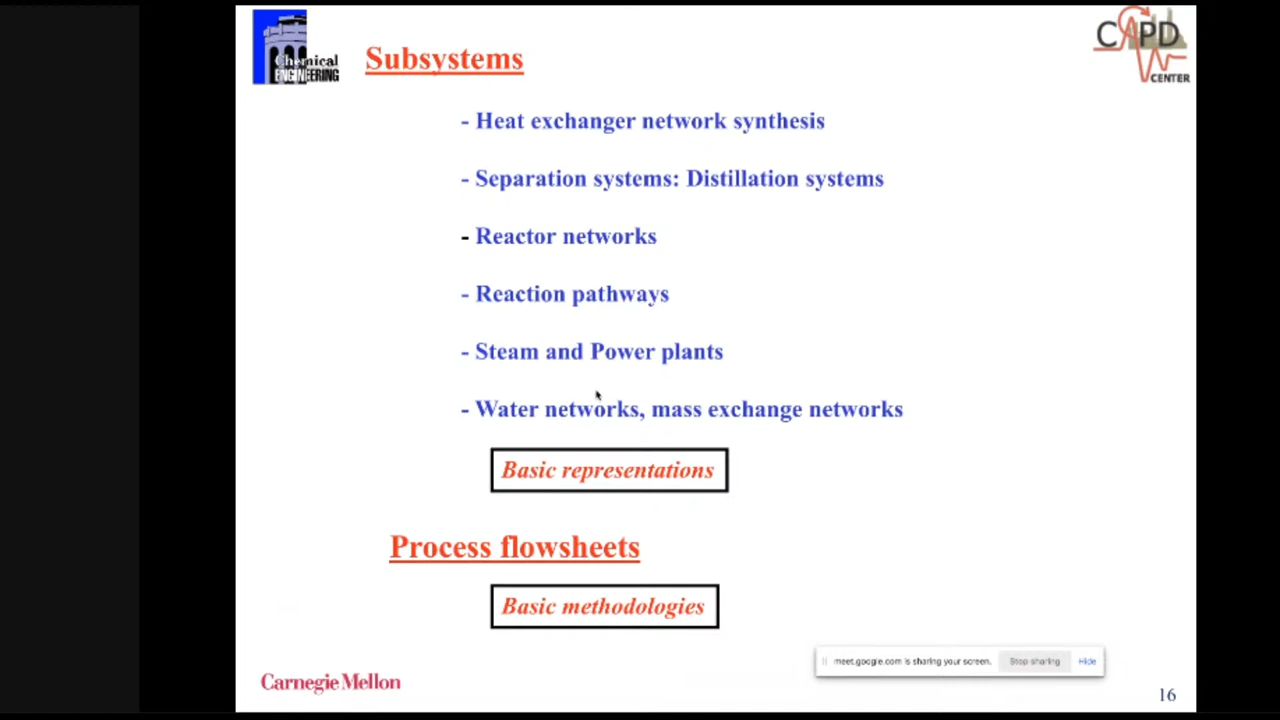 Chemical
ENGINEERING
Subsystems
CAPD
CENTER
- Heat exchanger network synthesis
- Separation systems: Distillation systems
- Reactor networks
- Reaction pathways
- Steam and Power plants
- Water networks, mass exchange networks
Basic representations
Process flowsheets
Basic methodologies
meet.google.com is sharing your screen. Stop sharing Hide
Carnegie Mellon
16